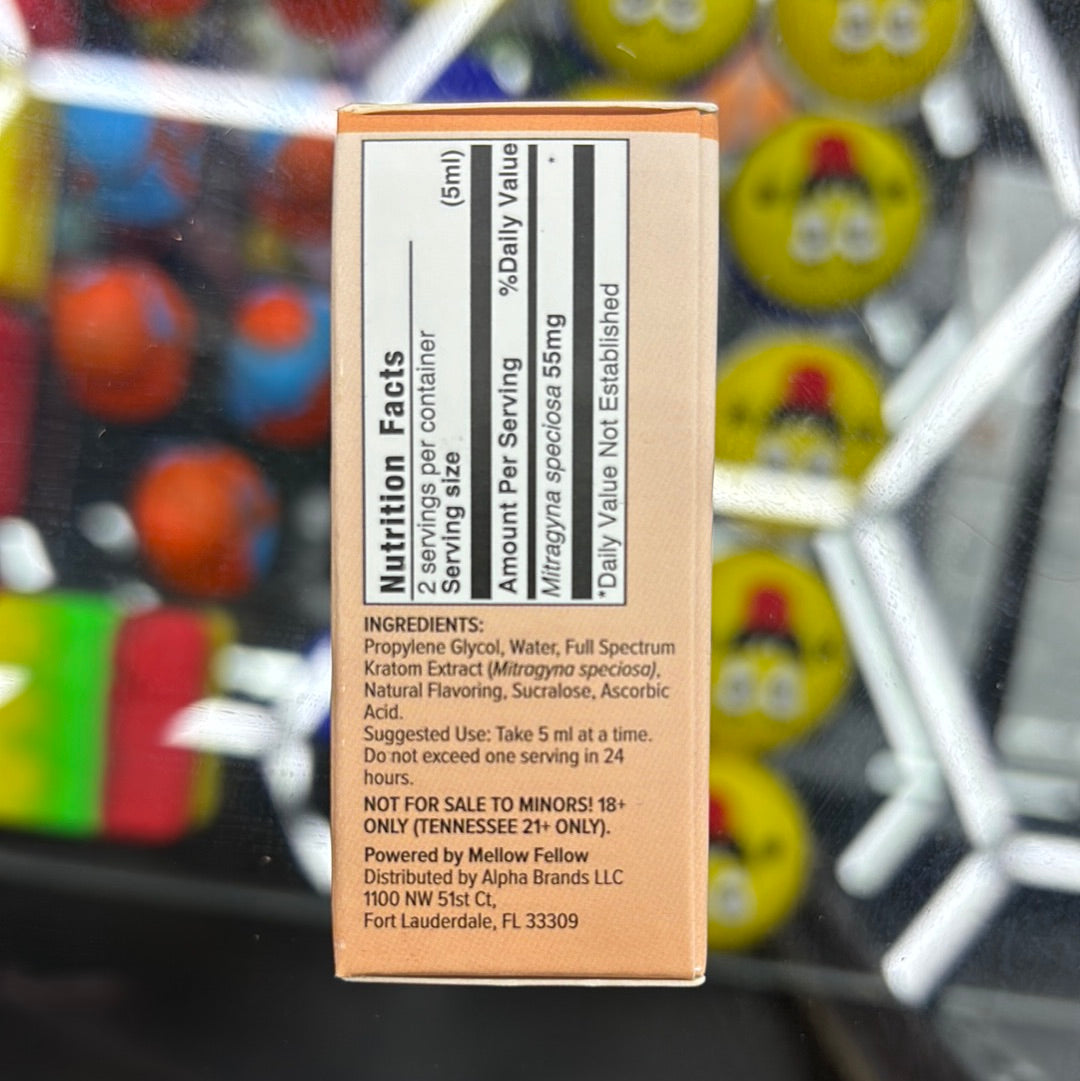 Nutrition Facts
2 servings per container
Serving size (5ml)
Amount Per Serving %Daily Value
Mitragyna speciosa 55mg *
*Daily Value Not Established
INGREDIENTS:
Propylene Glycol, Water, Full Spectrum
Kratom Extract (Mitragyna speciosa),
Natural Flavoring, Sucralose, Ascorbic
Acid.
Suggested Use: Take 5 ml at a time.
Do not exceed one serving in 24
hours.
NOT FOR SALE TO MINORS! 18+
ONLY (TENNESSEE 21+ ONLY).
Powered by Mellow Fellow
Distributed by Alpha Brands LLC
1100 NW 51st Ct,
Fort Lauderdale, FL 33309